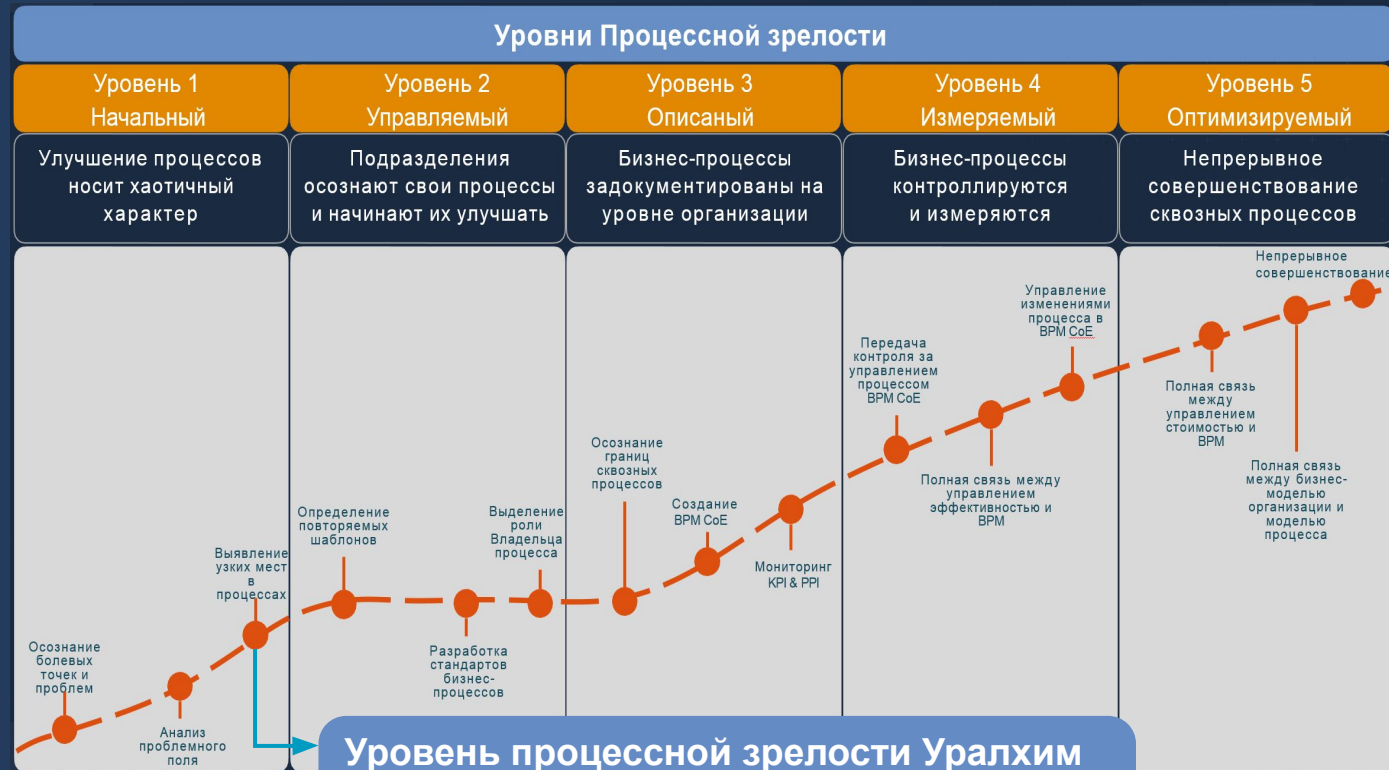 Уровни Процессной зрелости
Уровень 1
Начальный
Уровень 2
Управляемый
Уровень 3
Описаный
Уровень 4
Измеряемый
Уровень 5
Оптимизируемый
Улучшение процессов
носит хаотичный
характер
Подразделения
осознают свои процессы
и начинают их улучшать
Бизнес-процессы
задокументированы на
уровне организации
Бизнес-процессы
контроллируются
и измеряются
Непрерывное
совершенствование
сквозных процессов
Осознание
болевых
точек и
проблем
Анализ
проблемного
поля
Выявление
узких мест
в
процессах
Определение
повторяемых
шаблонов
Разработка
стандартов
бизнес-
процессов
Выделение
роли
Владельца
процесса
Осознание
границ
сквозных
процессов
Создание
BPM CoE
Мониторинг
KPI & PPI
Передача
контроля за
управлением
процессом
BPM CoE
Полная связь между
управлением
эффективностью и
BPM
Управление
изменениями
процесса в
BPM CoE
Полная связь
между
управлением
стоимостью и
BPM
Полная связь
между бизнес-
моделью
организации и
моделью
процесса
Непрерывное
совершенствование
Уровень процессной зрелости Уралхим